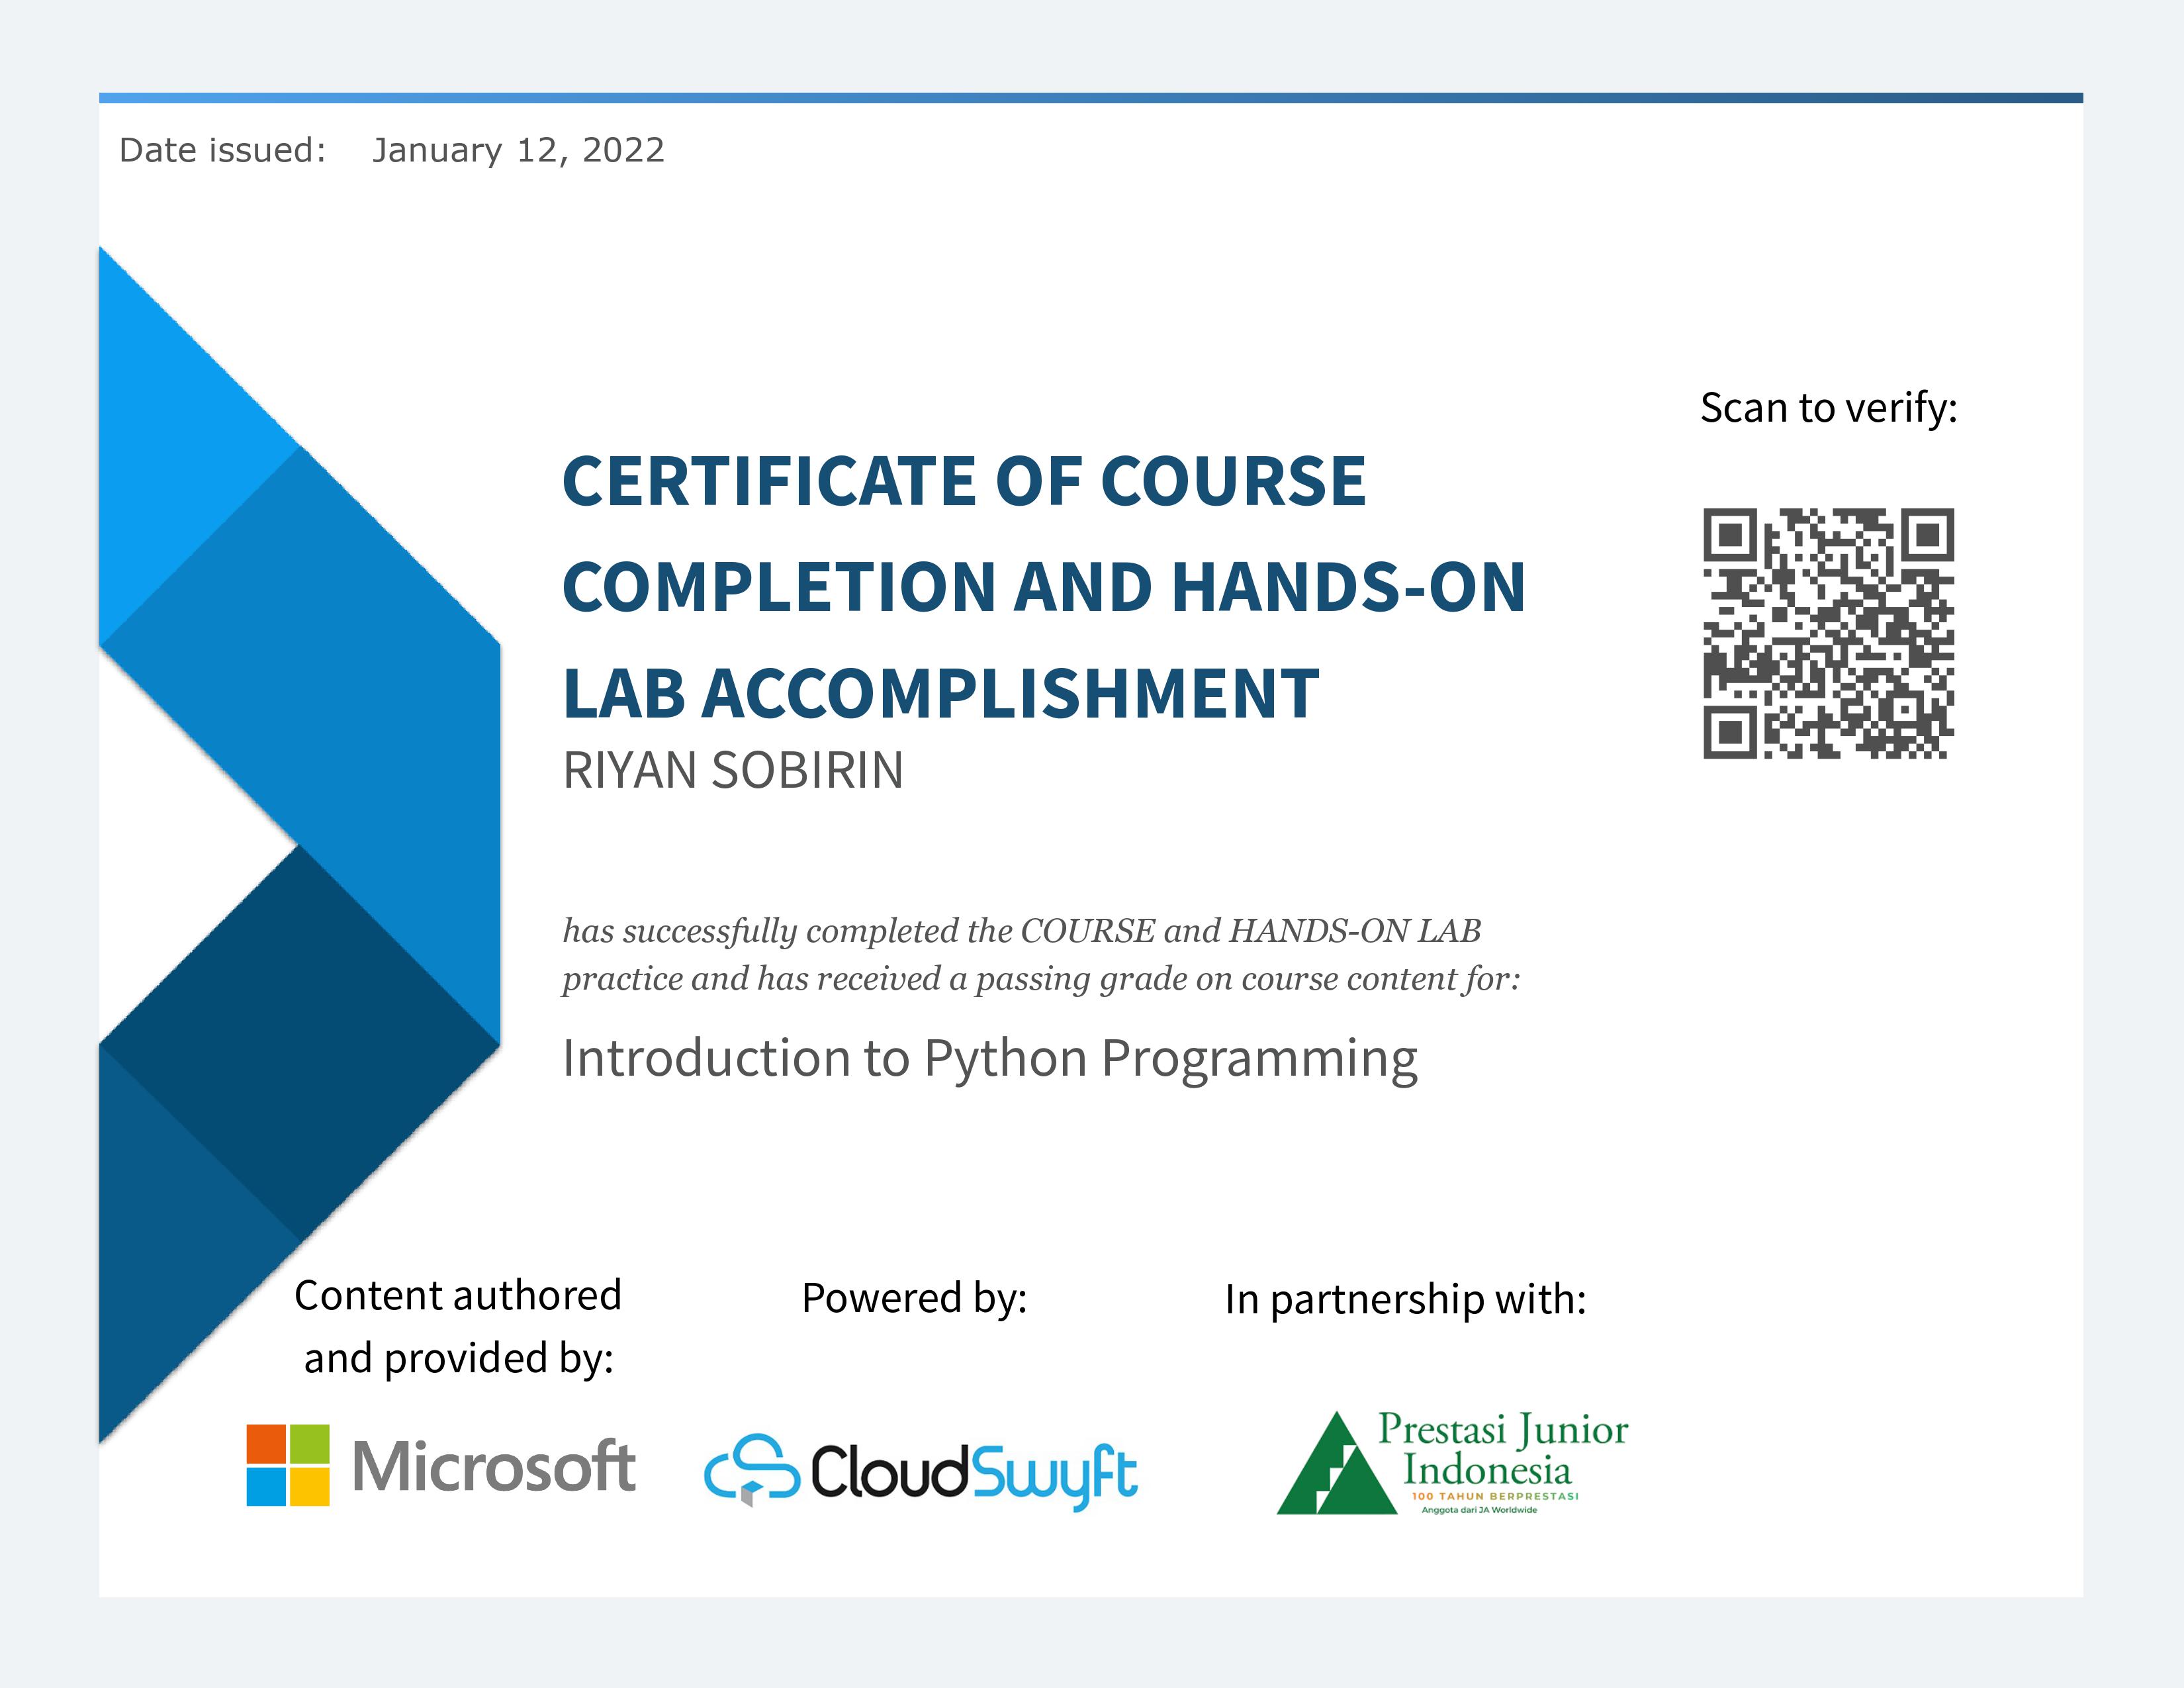 Date issued: January 12, 2022
Scan to verify:
CERTIFICATE OF COURSE
COMPLETION AND HANDS-ON
LAB ACCOMPLISHMENT
RIYAN SOBIRIN
has successfully completed the COURSE and HANDS-ON LAB
practice and has received a passing grade on course content for:
Introduction to Python Programming
Content authored
and provided by:
Microsoft
Powered by:
CloudSwyft
In partnership with:
Prestasi Junior
Indonesia
100 TAHUN BERPRESTASI
Anggota dari JA Worldwide